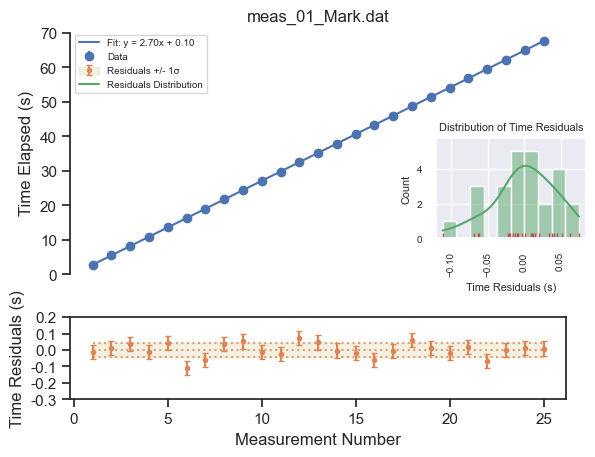 meas_01_Mark.dat
Time Elapsed (s)
70
60
50
40
30
20
10
0
Fit: y = 2.70x + 0.10
Data
Residuals +/- 1σ
Residuals Distribution
Distribution of Time Residuals
Count
4
2
0
−0.10
−0.05
0.00
0.05
Time Residuals (s)
Time Residuals (s)
0.2
0.1
0.0
-0.1
-0.2
-0.3
0
5
10
15
20
25
Measurement Number